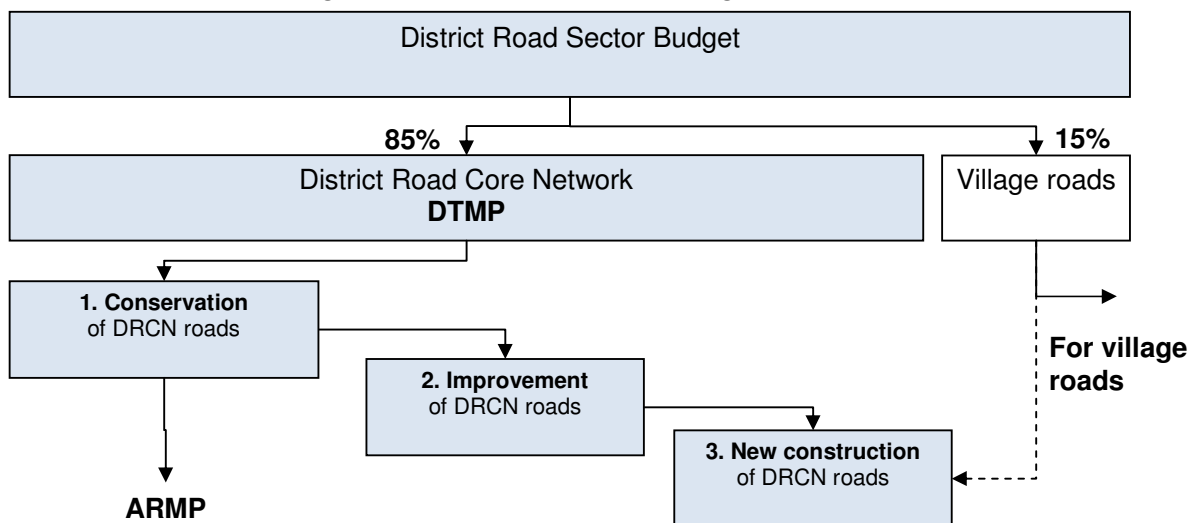 District Road Sector Budget
85%
15%
District Road Core Network
DTMP
Village roads
1. Conservation
of DRCN roads
2. Improvement
of DRCN roads
3. New construction
of DRCN roads
For village
roads
ARMP